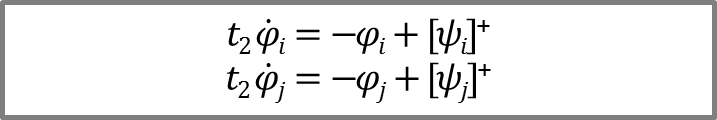 t₂φ̇ᵢ = −φᵢ + [ψᵢ]⁺
t₂φ̇ⱼ = −φⱼ + [ψⱼ]⁺